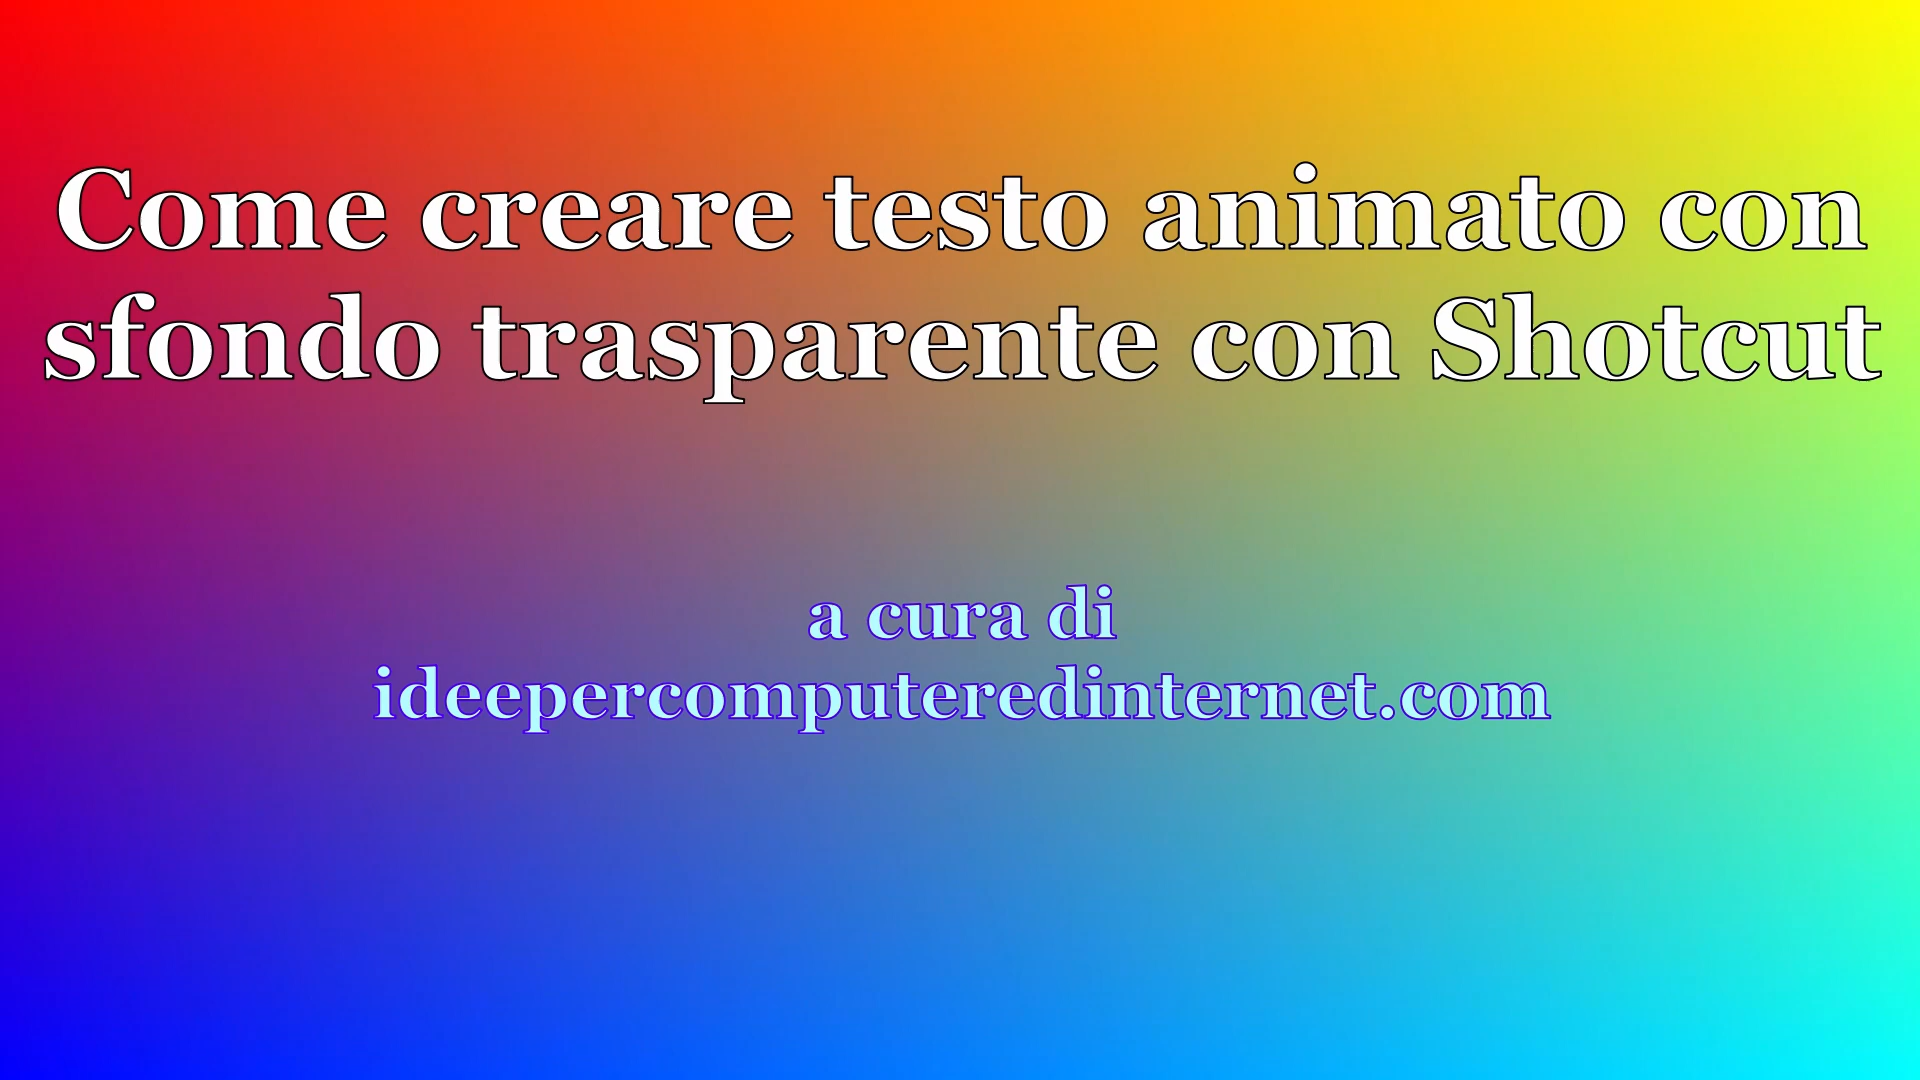 Come creare testo animato con
sfondo trasparente con Shotcut
a cura di
ideepercomputeredinternet.com